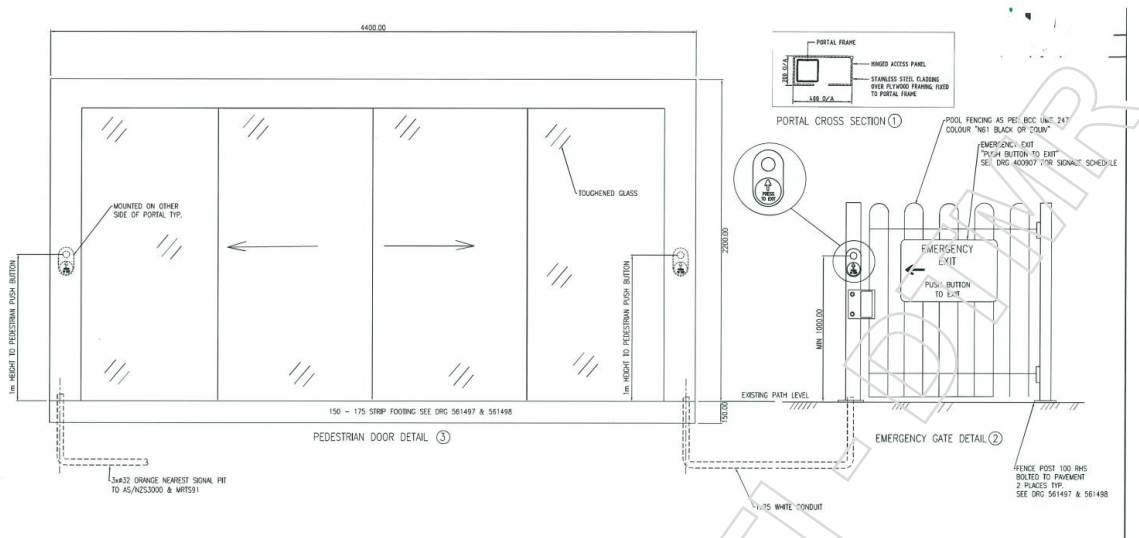 4400.00
PORTAL FRAME
200 O/A
HINGED ACCESS PANEL
STAINLESS STEEL CLADDING
OVER PLYWOOD FRAMING, FIXED
TO PORTAL FRAME
400 O/A
PORTAL CROSS SECTION 1
POOL FENCING AS PER BCC UMS 247
COLOUR "N61 BLACK OR EQUIV"
EMERGENCY EXIT
"PUSH BUTTON TO EXIT"
SEE DRG 400907 FOR SIGNAGE SCHEDULE
PRESS
TO EXIT
TOUGHENED GLASS
MOUNTED ON OTHER
SIDE OF PORTAL TYP.
2200.00
EMERGENCY
EXIT
PUSH BUTTON
TO EXIT
1m HEIGHT TO PEDESTRIAN PUSH BUTTON
1m HEIGHT TO PEDESTRIAN PUSH BUTTON
MIN 1000.00
EXISTING PATH LEVEL
150 - 175 STRIP FOOTING SEE DRG 561497 & 561498
150.00
PEDESTRIAN DOOR DETAIL 3
EMERGENCY GATE DETAIL 2
3xø32 ORANGE NEAREST SIGNAL PIT
TO AS/NZS3000 & MRTS91
WHITE CONDUIT
FENCE POST 100 RHS
BOLTED TO PAVEMENT
2 PLACES TYP.
SEE DRG 561497 & 561498
DTMR